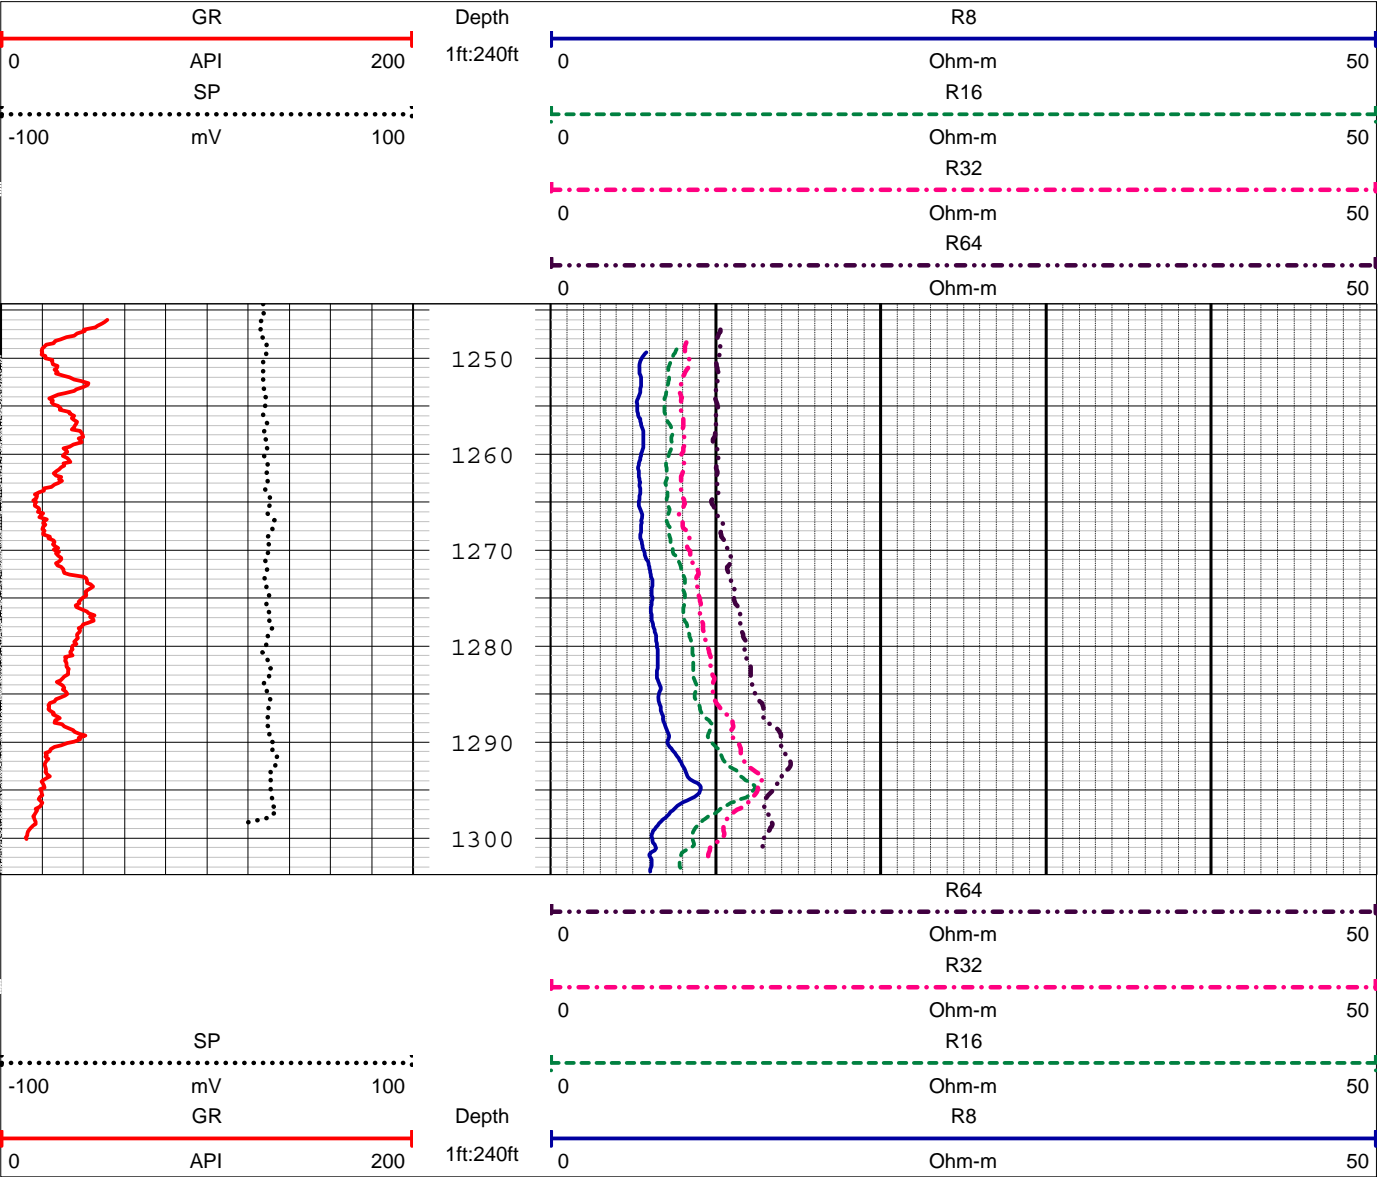 GR Depth R8
0 API 200 1ft:240ft 0 Ohm-m 50
SP R16
-100 mV 100 0 Ohm-m 50
R32
0 Ohm-m 50
R64
0 Ohm-m 50
1250
1260
1270
1280
1290
1300
R64
0 Ohm-m 50
R32
0 Ohm-m 50
SP R16
-100 mV 100 0 Ohm-m 50
GR Depth R8
0 API 200 1ft:240ft 0 Ohm-m 50